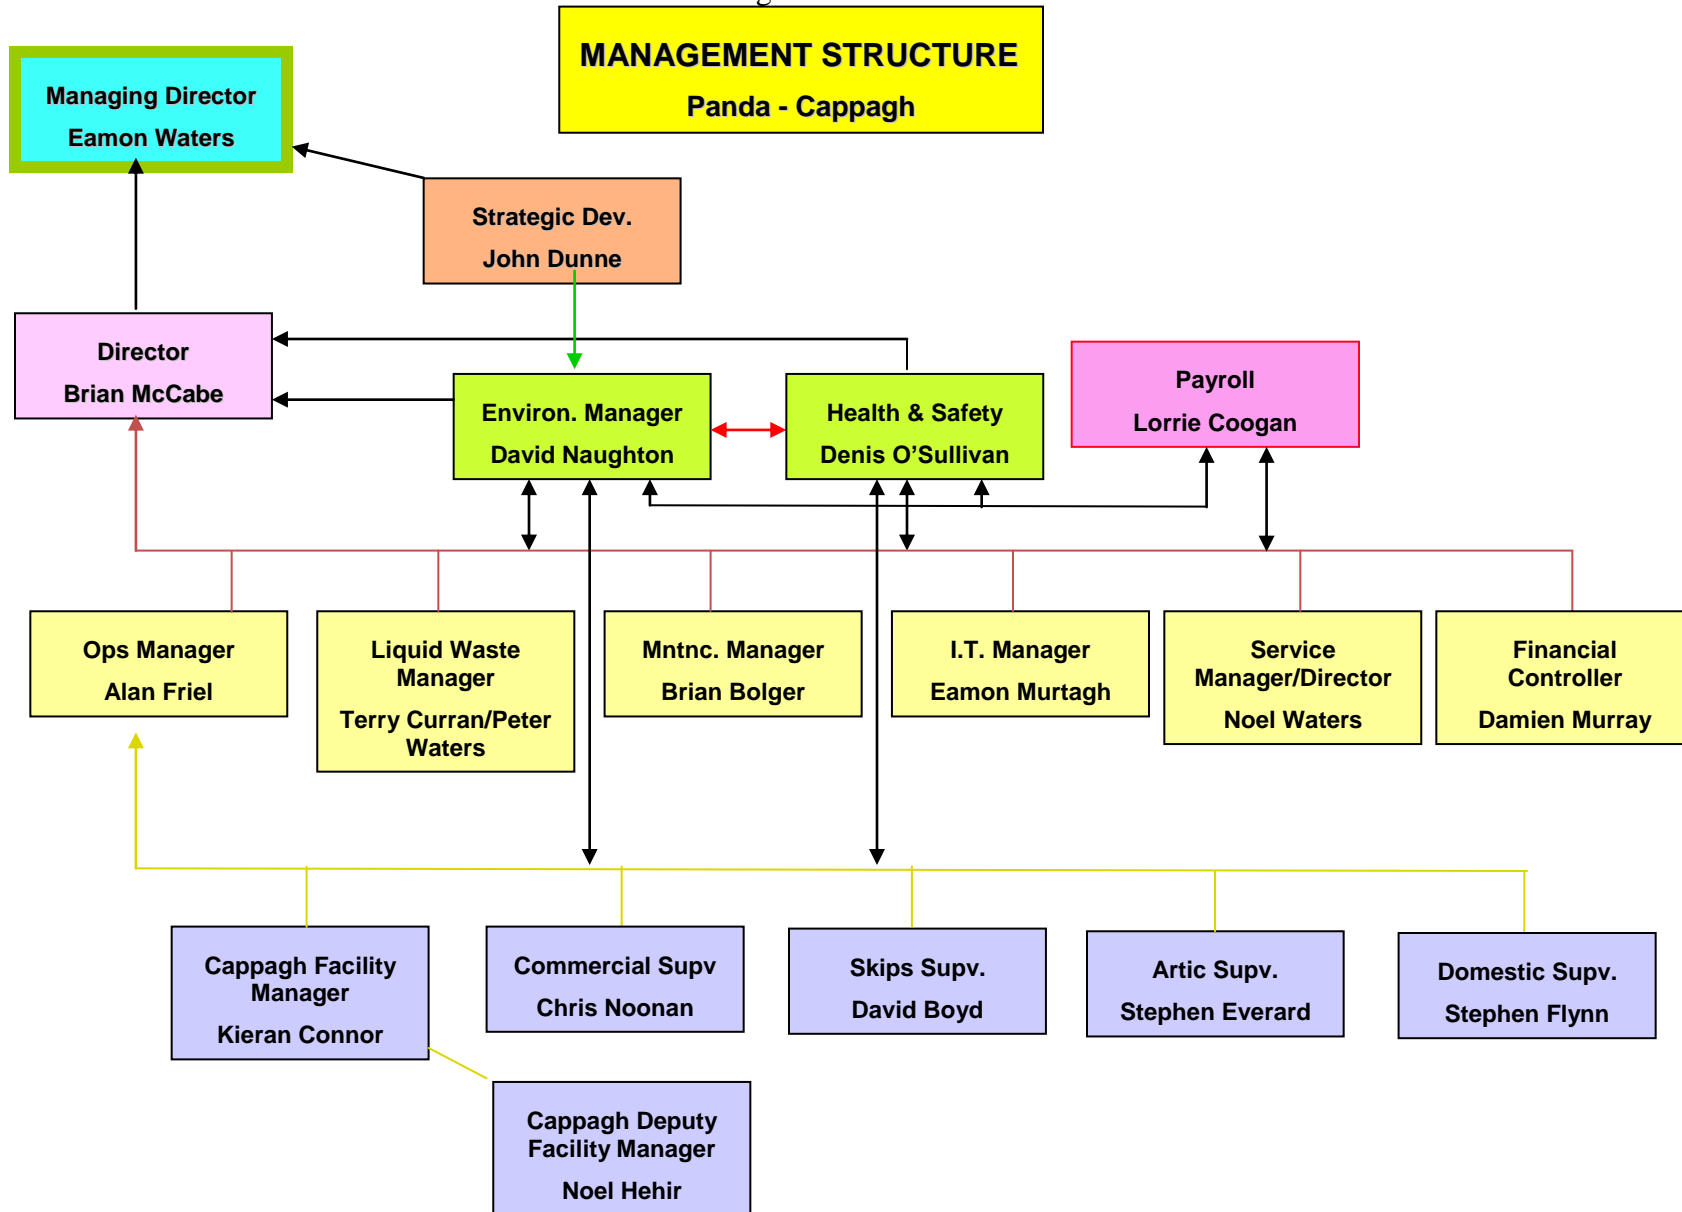 MANAGEMENT STRUCTURE
Panda - Cappagh
Managing Director
Eamon Waters
Strategic Dev.
John Dunne
Director
Brian McCabe
Environ. Manager
David Naughton
Health & Safety
Denis O’Sullivan
Payroll
Lorrie Coogan
Ops Manager
Alan Friel
Liquid Waste
Manager
Terry Curran/Peter
Waters
Mntnc. Manager
Brian Bolger
I.T. Manager
Eamon Murtagh
Service
Manager/Director
Noel Waters
Financial
Controller
Damien Murray
Cappagh Facility
Manager
Kieran Connor
Commercial Supv
Chris Noonan
Skips Supv.
David Boyd
Artic Supv.
Stephen Everard
Domestic Supv.
Stephen Flynn
Cappagh Deputy
Facility Manager
Noel Hehir